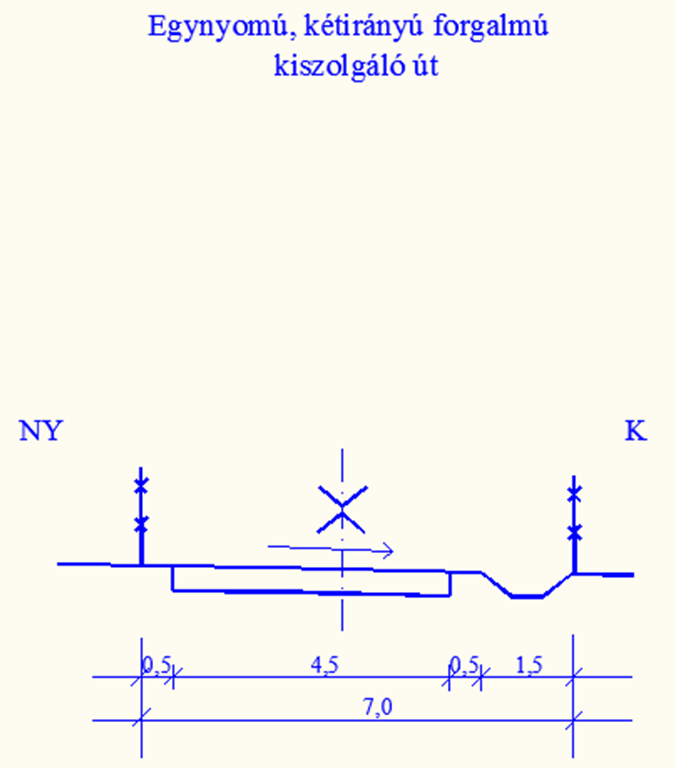 Egynyomú, kétirányú forgalmú
kiszolgáló út
NY K
0,5 4,5 0,5 1,5
7,0